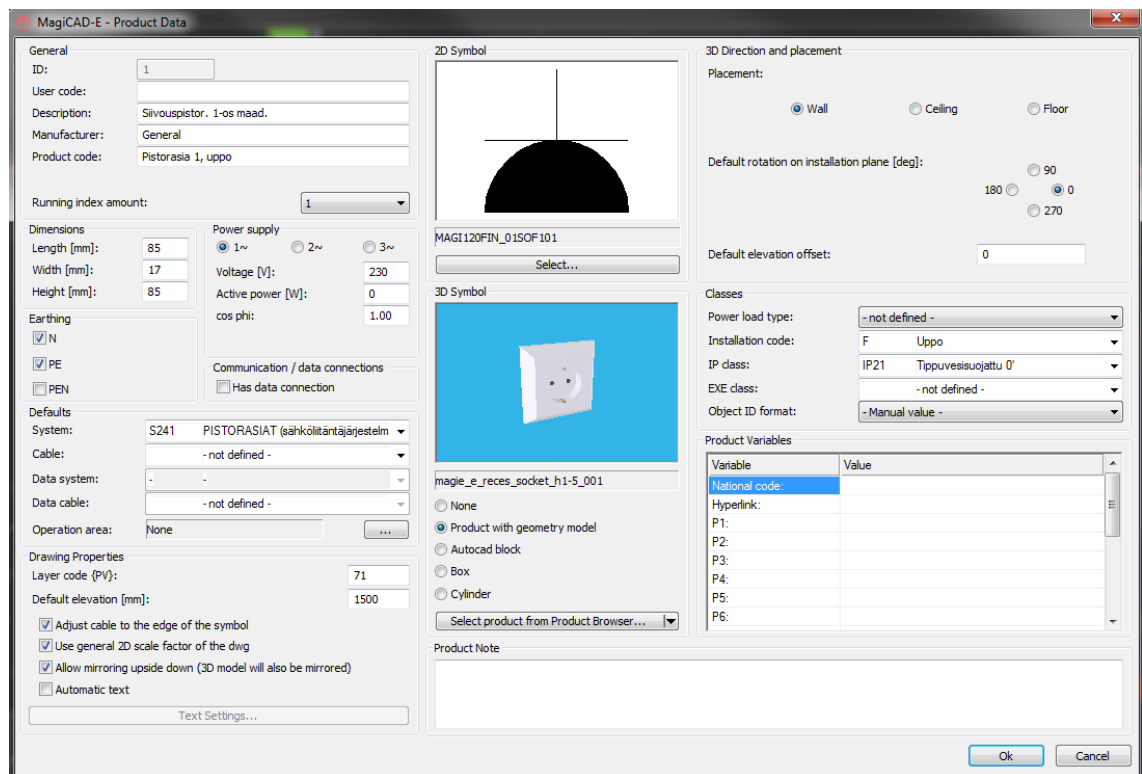 MagiCAD-E - Product Data
General
ID: 1
User code:
Description: Siivouspistor. 1-os maad.
Manufacturer: General
Product code: Pistorasia 1, uppo
Running index amount: 1
Dimensions
Length [mm]: 85
Width [mm]: 17
Height [mm]: 85
Power supply
1~ 2~ 3~
Voltage [V]: 230
Active power [W]: 0
cos phi: 1.00
Earthing
N
PE
PEN
Communication / data connections
Has data connection
Defaults
System: S241 PISTORASIAT (sähköliitäntäjärjestelm
Cable: - not defined -
Data system: - -
Data cable: - not defined -
Operation area: None ...
Drawing Properties
Layer code {PV}: 71
Default elevation [mm]: 1500
Adjust cable to the edge of the symbol
Use general 2D scale factor of the dwg
Allow mirroring upside down (3D model will also be mirrored)
Automatic text
Text Settings...
2D Symbol
MAGI120FIN_01SOF101
Select...
3D Symbol
magie_e_reces_socket_h1-5_001
None
Product with geometry model
Autocad block
Box
Cylinder
Select product from Product Browser...
3D Direction and placement
Placement:
Wall Ceiling Floor
Default rotation on installation plane [deg]:
90
180 0
270
Default elevation offset: 0
Classes
Power load type: - not defined -
Installation code: F Uppo
IP class: IP21 Tippuvesisuojattu 0'
EXE class: - not defined -
Object ID format: - Manual value -
Product Variables
Variable Value
National code:
Hyperlink:
P1:
P2:
P3:
P4:
P5:
P6:
Product Note
Ok Cancel